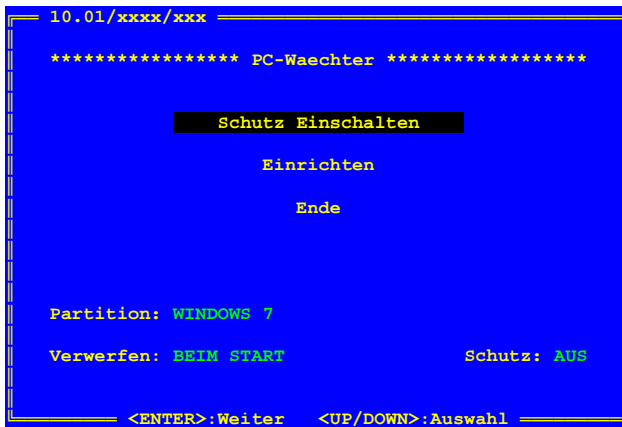 10.01/xxxx/xxx
***************** PC-Waechter ******************
Schutz Einschalten
Einrichten
Ende
Partition: WINDOWS 7
Verwerfen: BEIM START Schutz: AUS
<ENTER>:Weiter <UP/DOWN>:Auswahl